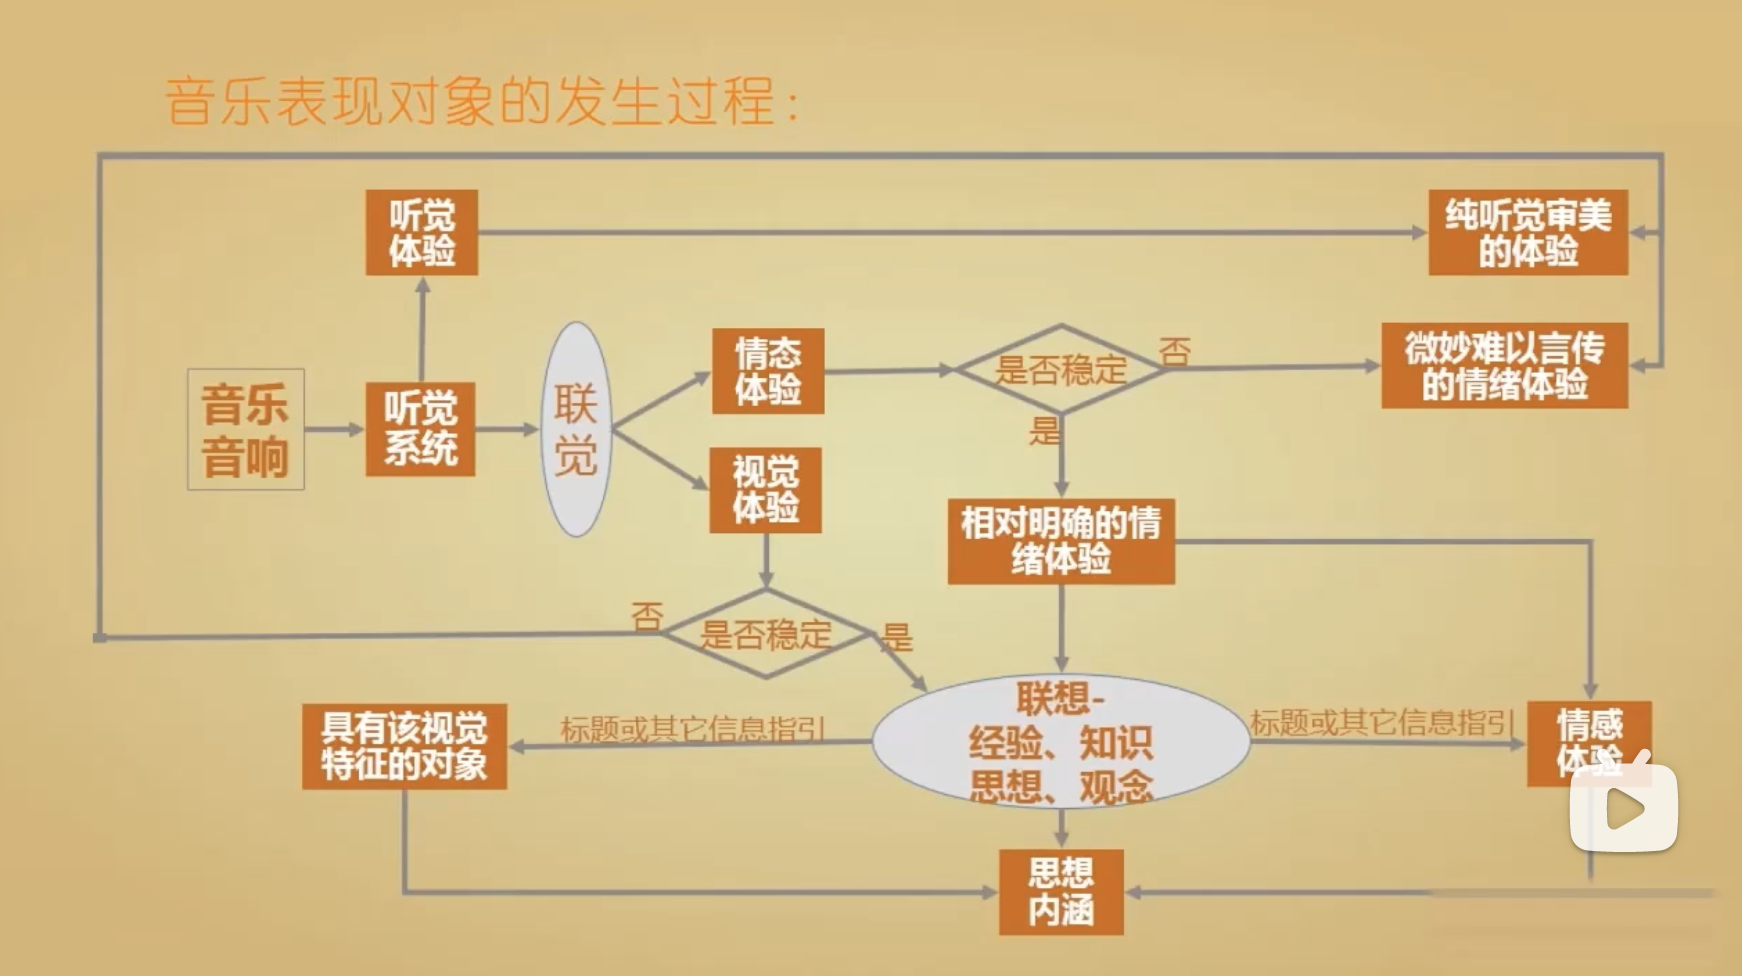 音乐表现对象的发生过程：
听觉
体验
纯听觉审美
的体验
情态
体验
是否稳定
否
微妙难以言传
的情绪体验
音乐
音响
听觉
系统
联
觉
是
视觉
体验
相对明确的情
绪体验
否
是否稳定
是
具有该视觉
特征的对象
标题或其它信息指引
联想-
经验、知识
思想、观念
标题或其它信息指引
情感
体验
思想
内涵